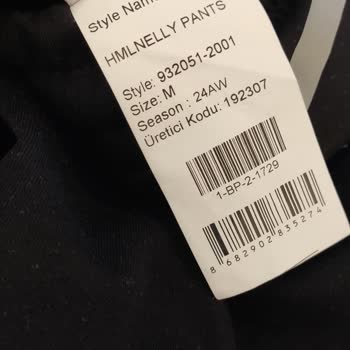 Style Name
HMLNELLY PANTS
Style: 932051-2001
Size: M
Season : 24AW
Üretici Kodu: 192307
1-BP-2-1729
8 682902 835274